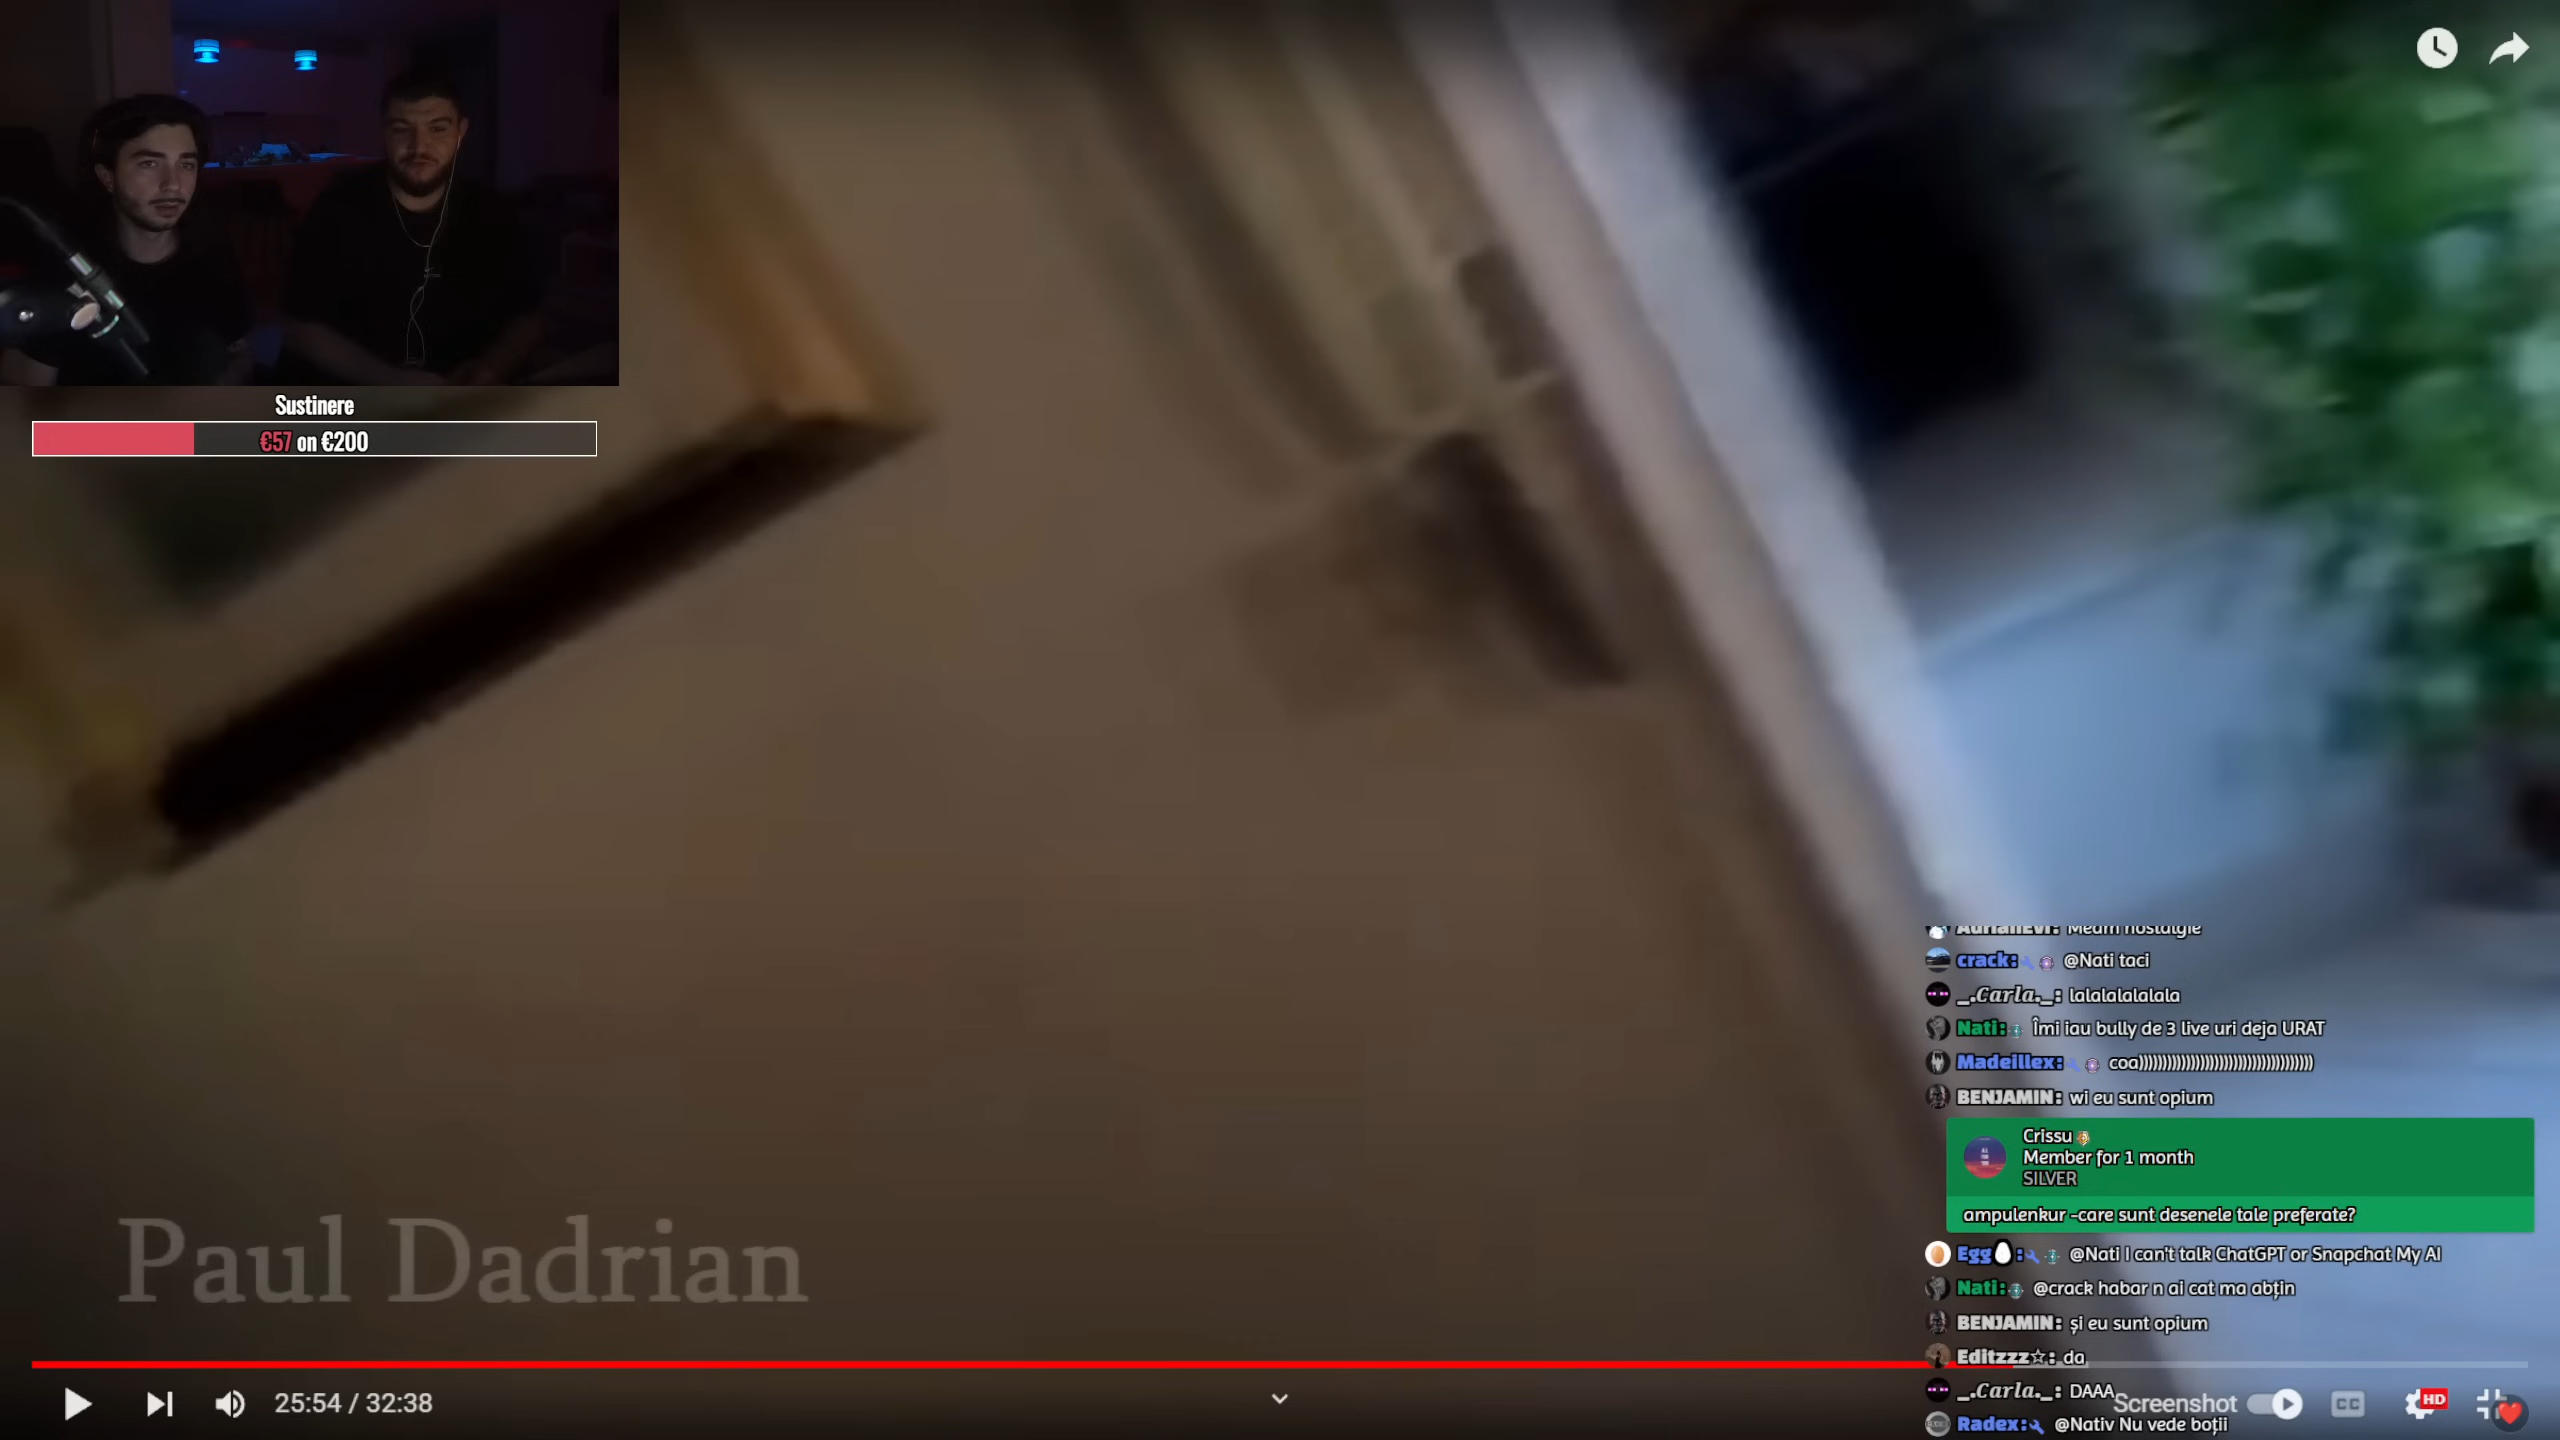 Sustinere
€57 on €200
crack: @Nati taci
_.Carla._: lalalalalalala
Nati: Îmi iau bully de 3 live uri deja URAT
Madeillex: coa))))))))))))))))))))))))))))))))))))
BENJAMIN: wi eu sunt opium
Crissu
Member for 1 month
SILVER
ampulenkur -care sunt desenele tale preferate?
Egg: @Nati I can't talk ChatGPT or Snapchat My AI
Nati: @crack habar n ai cat ma abțin
BENJAMIN: și eu sunt opium
Editzzz☆: da
_.Carla._: DAAA
Radex: @Nativ Nu vede boții
Paul Dadrian
25:54 / 32:38
Screenshot
CC
HD